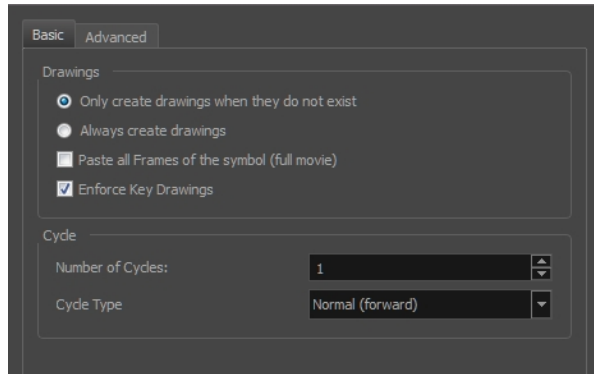 Basic
Advanced
Drawings
Only create drawings when they do not exist
Always create drawings
Paste all Frames of the symbol (full movie)
Enforce Key Drawings
Cycle
Number of Cycles: 1
Cycle Type Normal (forward)